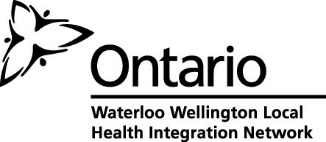 Ontario
Waterloo Wellington Local
Health Integration Network